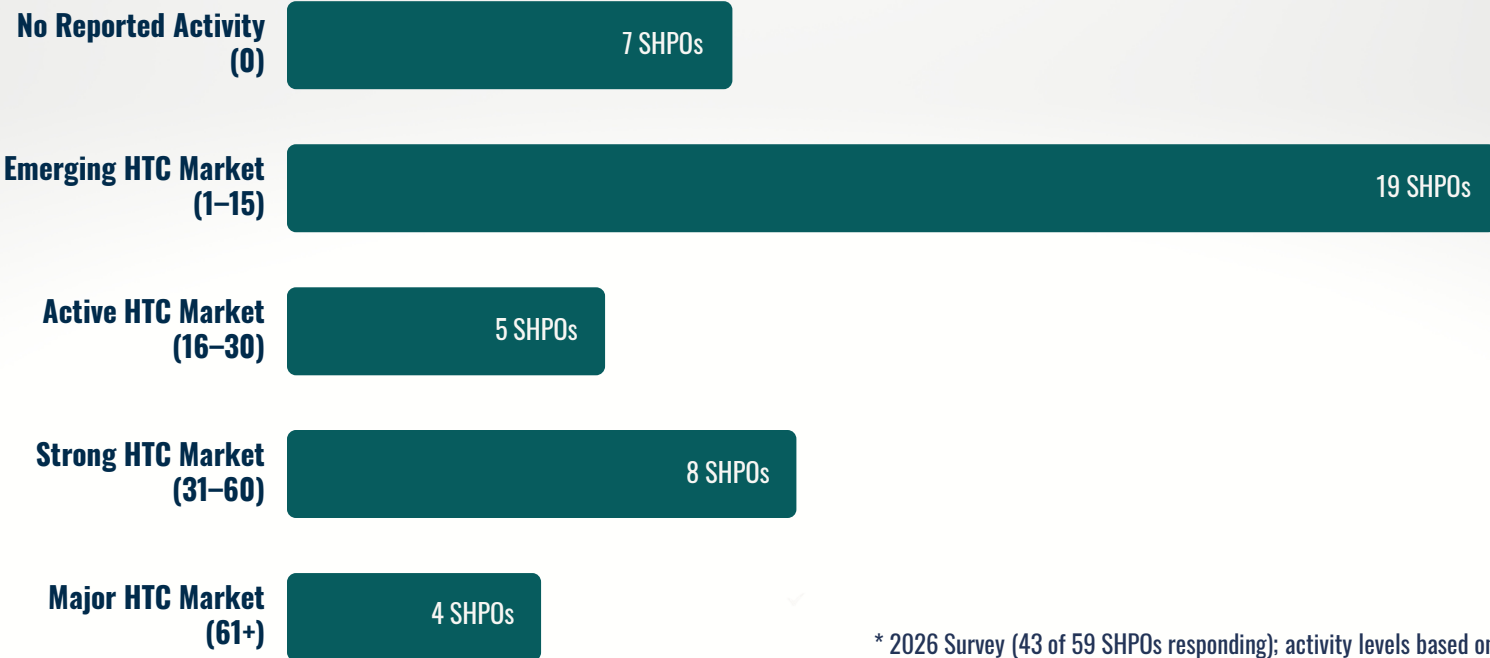 No Reported Activity
(0)
7 SHPOs
Emerging HTC Market
(1–15)
19 SHPOs
Active HTC Market
(16–30)
5 SHPOs
Strong HTC Market
(31–60)
8 SHPOs
Major HTC Market
(61+)
4 SHPOs
* 2026 Survey (43 of 59 SHPOs responding); activity levels based on